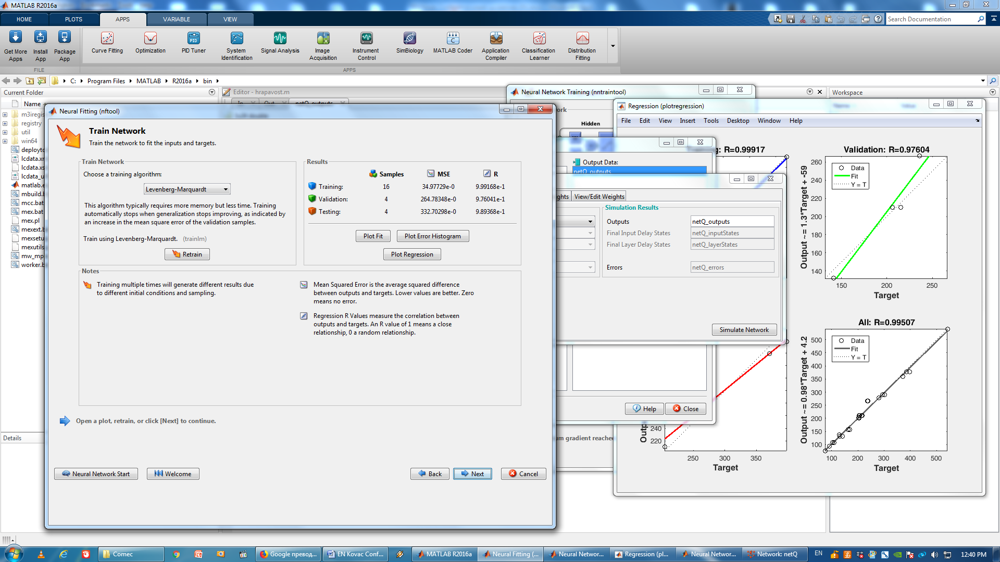 MATLAB R2016a
HOME
PLOTS
APPS
VARIABLE
VIEW
Search Documentation
Get More Apps
Install App
Package App
Curve Fitting
Optimization
PID Tuner
System Identification
Signal Analysis
Image Acquisition
Instrument Control
SimBiology
MATLAB Coder
Application Compiler
Classification Learner
Distribution Fitting
FILE
APPS
C: Program Files MATLAB R2016a bin
Current Folder
Editor - hrapavost.m
Workspace
Name
m3iregis
registry
util
win64
deployto
lcdata.xs
lcdata_u
matlab.e
mbuild.b
mcc.bat
mex.bat
mex.pl
mexext.b
mexsetu
mexutils
mw_mp
worker.b
Details
Neural Fitting (nftool)
Train Network
Train the network to fit the inputs and targets.
Train Network
Choose a training algorithm:
Levenberg-Marquardt
This algorithm typically requires more memory but less time. Training
automatically stops when generalization stops improving, as indicated by
an increase in the mean square error of the validation samples.
Train using Levenberg-Marquardt. (trainlm)
Retrain
Results
Samples MSE R
Training: 16 34.97729e-0 9.99168e-1
Validation: 4 264.78348e-0 9.76041e-1
Testing: 4 332.70298e-0 9.89368e-1
Plot Fit
Plot Error Histogram
Plot Regression
Notes
Training multiple times will generate different results due
to different initial conditions and sampling.
Mean Squared Error is the average squared difference
between outputs and targets. Lower values are better. Zero
means no error.
Regression R Values measure the correlation between
outputs and targets. An R value of 1 means a close
relationship, 0 a random relationship.
Open a plot, retrain, or click [Next] to continue.
Neural Network Start
Welcome
Back
Next
Cancel
Neural Network Training (nntraintool)
Hidden
Output Data:
netQ_outputs
View/Edit Weights
Simulation Results
Outputs netQ_outputs
Final Input Delay States netQ_inputStates
Final Layer Delay States netQ_layerStates
Errors netQ_errors
Simulate Network
Help
Close
um gradient reached
Regression (plotregression)
File Edit View Insert Tools Desktop Window Help
g: R=0.99917
Validation: R=0.97604
Data
Fit
Y = T
Output ~= 1.3*Target + -59
260
240
220
200
180
160
140
150 200 250
Target
All: R=0.99507
Data
Fit
Y = T
Output ~= 0.98*Target + 4.2
500
450
400
350
300
250
200
150
100
100 200 300 400 500
Target
240
220
250 300 350
Target
Comec
Google превод...
EN Kovac Conf...
MATLAB R2016a
Neural Fitting (...
Neural Networ...
Regression (pl...
Neural Networ...
Network: netQ
EN
12:40 PM